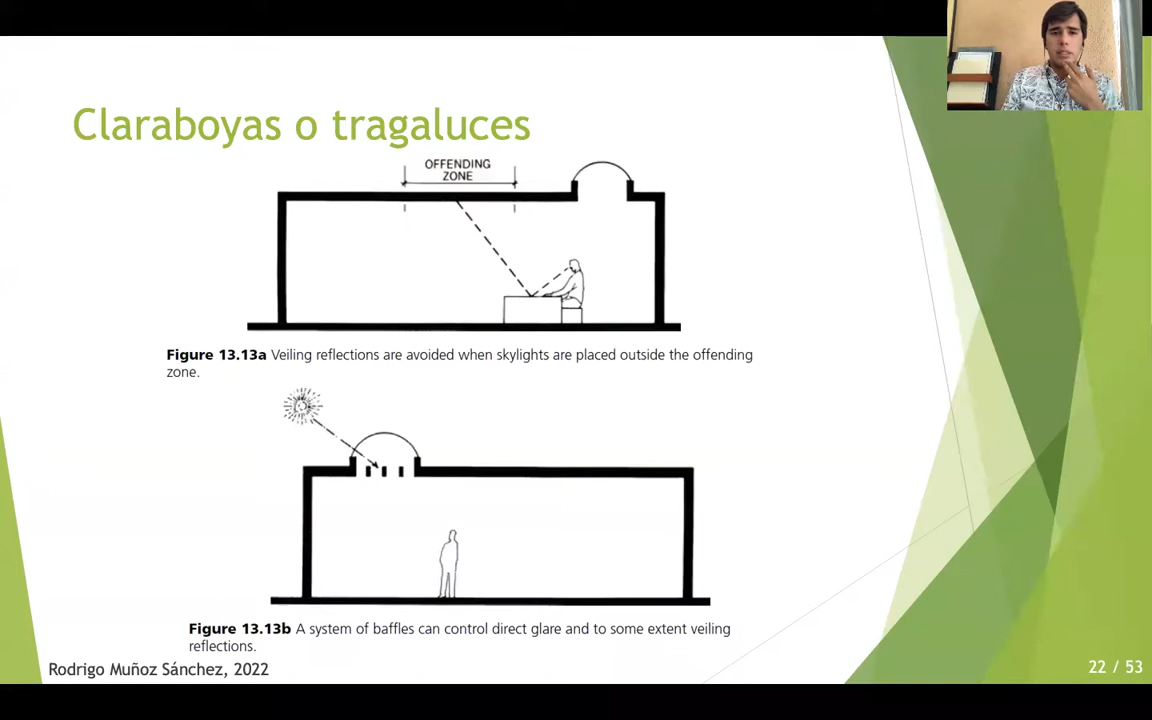 Claraboyas o tragaluces
OFFENDING
ZONE
Figure 13.13a Veiling reflections are avoided when skylights are placed outside the offending
zone.
Figure 13.13b A system of baffles can control direct glare and to some extent veiling
reflections.
Rodrigo Muñoz Sánchez, 2022
22 / 53